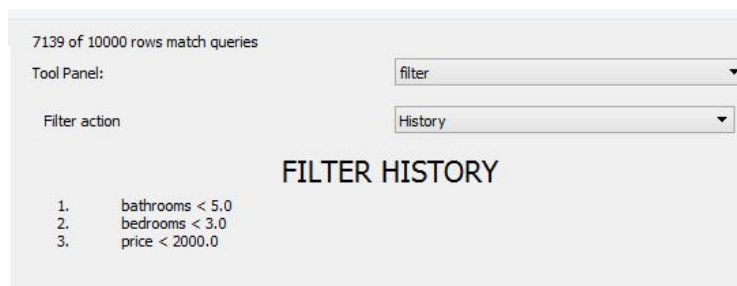 7139 of 10000 rows match queries
Tool Panel: filter
Filter action History
FILTER HISTORY
1. bathrooms < 5.0
2. bedrooms < 3.0
3. price < 2000.0